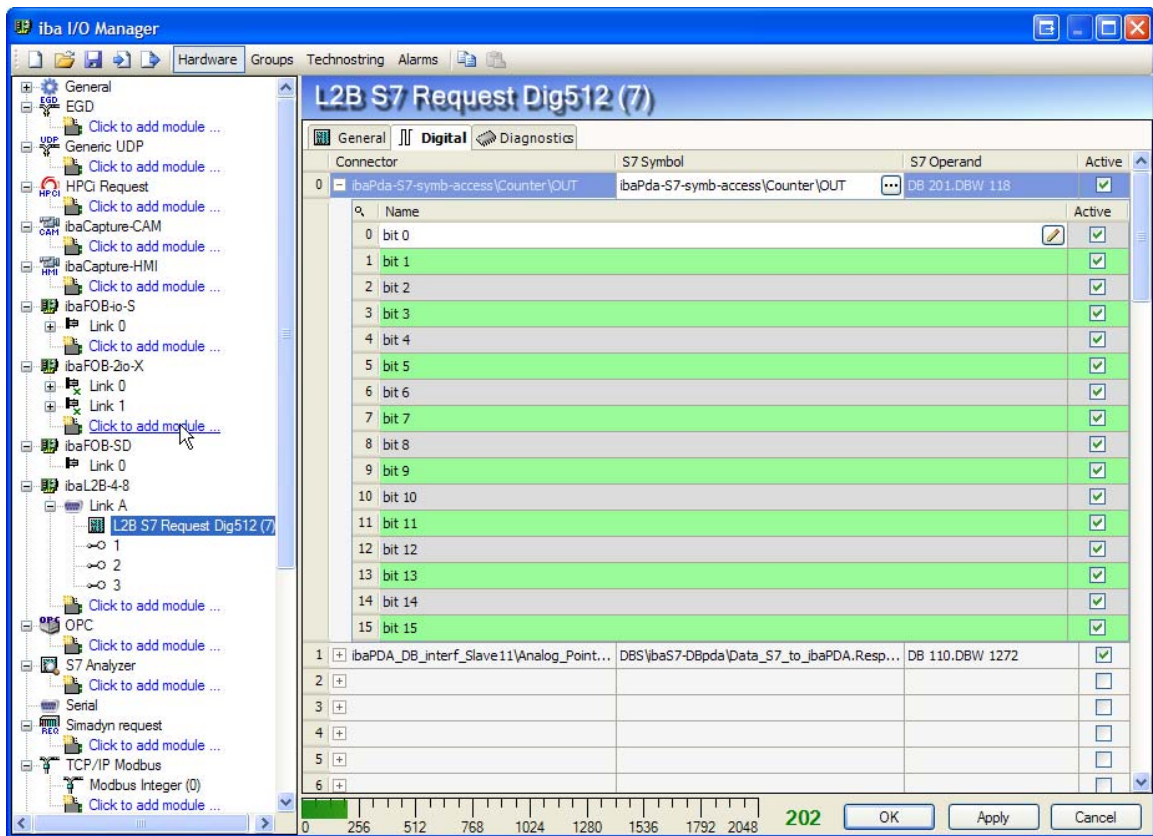 iba I/O Manager
Hardware Groups Technostring Alarms
General
EGD
EGD
Click to add module ...
UDP
Generic UDP
Click to add module ...
HPCi
HPCi Request
Click to add module ...
CAM
ibaCapture-CAM
Click to add module ...
HMI
ibaCapture-HMI
Click to add module ...
ibaFOB-io-S
Link 0
Click to add module ...
ibaFOB-2io-X
Link 0
Link 1
Click to add module ...
ibaFOB-SD
Link 0
ibaL2B-4-8
Link A
L2B S7 Request Dig512 (7)
1
2
3
Click to add module ...
OPC
OPC
Click to add module ...
S7 Analyzer
Click to add module ...
Serial
REQ
Simadyn request
Click to add module ...
TCP/IP Modbus
Modbus Integer (0)
Click to add module ...
L2B S7 Request Dig512 (7)
General Digital Diagnostics
Connector S7 Symbol S7 Operand Active
0 ibaPda-S7-symb-access\Counter\OUT ibaPda-S7-symb-access\Counter\OUT ... DB 201.DBW 118
Name Active
0 bit 0
1 bit 1
2 bit 2
3 bit 3
4 bit 4
5 bit 5
6 bit 6
7 bit 7
8 bit 8
9 bit 9
10 bit 10
11 bit 11
12 bit 12
13 bit 13
14 bit 14
15 bit 15
1 ibaPDA_DB_interf_Slave11\Analog_Point... DBS\ibaS7-DBpda\Data_S7_to_ibaPDA.Resp... DB 110.DBW 1272
2
3
4
5
6
0 256 512 768 1024 1280 1536 1792 2048
202
OK Apply Cancel